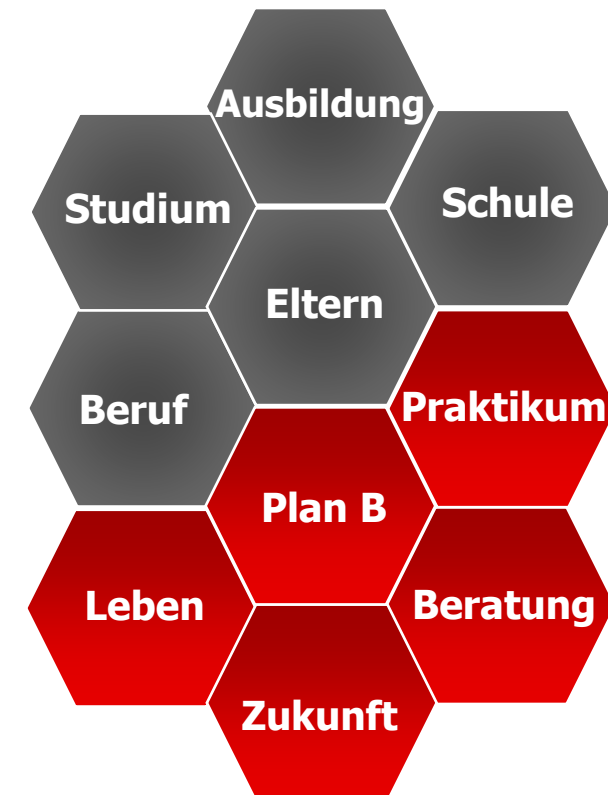 Ausbildung
Studium
Schule
Eltern
Beruf
Praktikum
Plan B
Leben
Beratung
Zukunft